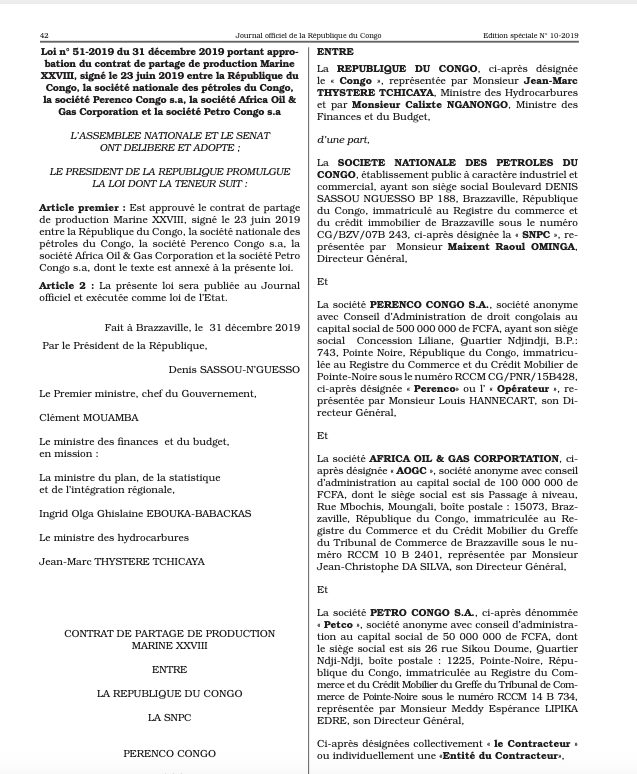 42
Journal officiel de la République du Congo
Edition spéciale N° 10-2019
Loi n° 51-2019 du 31 décembre 2019 portant appro-
bation du contrat de partage de production Marine
XXVIII, signé le 23 juin 2019 entre la République du
Congo, la société nationale des pétroles du Congo,
la société Perenco Congo s.a, la société Africa Oil &
Gas Corporation et la société Petro Congo s.a
L'ASSEMBLEE NATIONALE ET LE SENAT
ONT DELIBERE ET ADOPTE ;
LE PRESIDENT DE LA REPUBLIQUE PROMULGUE
LA LOI DONT LA TENEUR SUIT :
Article premier : Est approuvé le contrat de partage
de production Marine XXVIII, signé le 23 juin 2019
entre la République du Congo, la société nationale des
pétroles du Congo, la société Perenco Congo s.a, la
société Africa Oil & Gas Corporation et la société Petro
Congo s.a, dont le texte est annexé à la présente loi.
Article 2 : La présente loi sera publiée au Journal
officiel et exécutée comme loi de l'Etat.
Fait à Brazzaville, le 31 décembre 2019
Par le Président de la République,
Denis SASSOU-N'GUESSO
Le Premier ministre, chef du Gouvernement,
Clément MOUAMBA
Le ministre des finances et du budget,
en mission :
La ministre du plan, de la statistique
et de l'intégration régionale,
Ingrid Olga Ghislaine EBOUKA-BABACKAS
Le ministre des hydrocarbures
Jean-Marc THYSTERE TCHICAYA
CONTRAT DE PARTAGE DE PRODUCTION
MARINE XXVIII
ENTRE
LA REPUBLIQUE DU CONGO
LA SNPC
PERENCO CONGO
ENTRE
La REPUBLIQUE DU CONGO, ci-après désignée
le « Congo », représentée par Monsieur Jean-Marc
THYSTERE TCHICAYA, Ministre des Hydrocarbures
et par Monsieur Calixte NGANONGO, Ministre des
Finances et du Budget,
d'une part,
La SOCIETE NATIONALE DES PETROLES DU
CONGO, établissement public à caractère industriel et
commercial, ayant son siège social Boulevard DENIS
SASSOU NGUESSO BP 188, Brazzaville, République
du Congo, immatriculé au Registre du commerce et
du crédit immobilier de Brazzaville sous le numéro
CG/BZV/07B 243, ci-après désignée la « SNPC », re-
présentée par Monsieur Maixent Raoul OMINGA,
Directeur Général,
Et
La société PERENCO CONGO S.A., société anonyme
avec Conseil d'Administration de droit congolais au
capital social de 500 000 000 de FCFA, ayant son siège
social Concession Liliane, Quartier Ndjindji, B.P.:
743, Pointe Noire, République du Congo, immatricu-
lée au Registre du Commerce et du Crédit Mobilier de
Pointe-Noire sous le numéro RCCM CG/PNR/15B428,
ci-après désignée « Perenco» ou l' « Opérateur », re-
présentée par Monsieur Louis HANNECART, son Di-
recteur Général,
Et
La société AFRICA OIL & GAS CORPORTATION, ci-
après désignée « AOGC », société anonyme avec conseil
d'administration au capital social de 100 000 000 de
FCFA, dont le siège social est sis Passage à niveau,
Rue Mbochis, Moungali, boîte postale : 15073, Braz-
zaville, République du Congo, immatriculée au Re-
gistre du Commerce et du Crédit Mobilier du Greffe
du Tribunal de Commerce de Brazzaville sous le nu-
méro RCCM 10 B 2401, représentée par Monsieur
Jean-Christophe DA SILVA, son Directeur Général,
Et
La société PETRO CONGO S.A., ci-après dénommée
« Petco », société anonyme avec conseil d'administra-
tion au capital social de 50 000 000 de FCFA, dont
le siège social est sis 26 rue Sikou Doume, Quartier
Ndji-Ndji, boîte postale : 1225, Pointe-Noire, Répu-
blique du Congo, immatriculée au Registre du Com-
merce et du Crédit Mobilier du Greffe du Tribunal de Com-
merce de Pointe-Noire sous le numéro RCCM 14 B 734,
représentée par Monsieur Meddy Espérance LIPIKA
EDRE, son Directeur Général,
Ci-après désignées collectivement « le Contracteur »
ou individuellement une «Entité du Contracteur»,